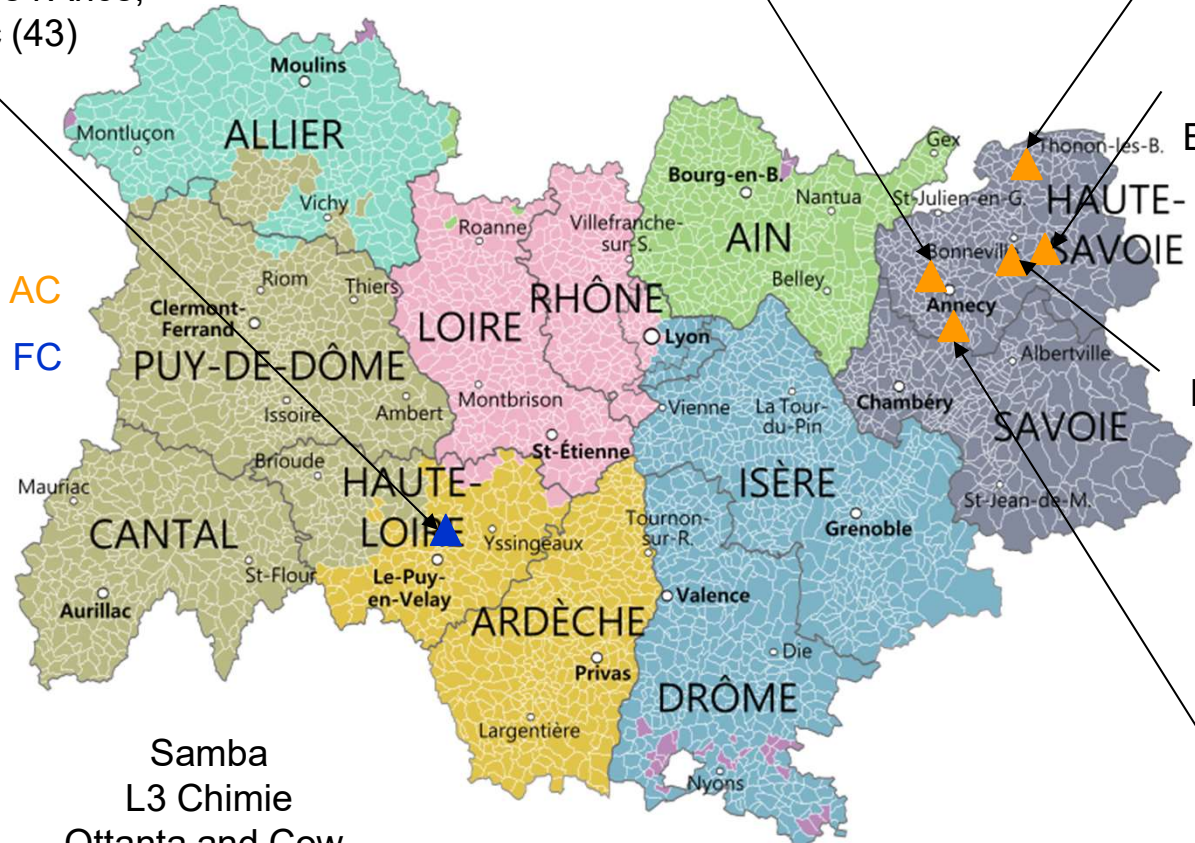 c (43)
Moulins
Montluçon
ALLIER
Vichy
Gex
Thonon-les-B.
Bourg-en-B.
Nantua
St-Julien-en-G.
HAUTE-
SAVOIE
Roanne
Villefranche-
sur-S.
AIN
Bonneville
Belley
Annecy
AC
FC
Riom
Thiers
Clermont-
Ferrand
PUY-DE-DÔME
LOIRE
RHÔNE
Lyon
Albertville
Issoire
Ambert
Montbrison
Vienne
La Tour-
du-Pin
Chambéry
SAVOIE
St-Étienne
Brioude
Mauriac
HAUTE-
LOIRE
ISÈRE
St-Jean-de-M.
CANTAL
Yssingeaux
Tournon-
sur-R.
Grenoble
St-Flour
Le-Puy-
en-Velay
Aurillac
ARDÈCHE
Valence
Privas
Die
DRÔME
Largentière
Nyons
Samba
L3 Chimie
Ottanta and Cow